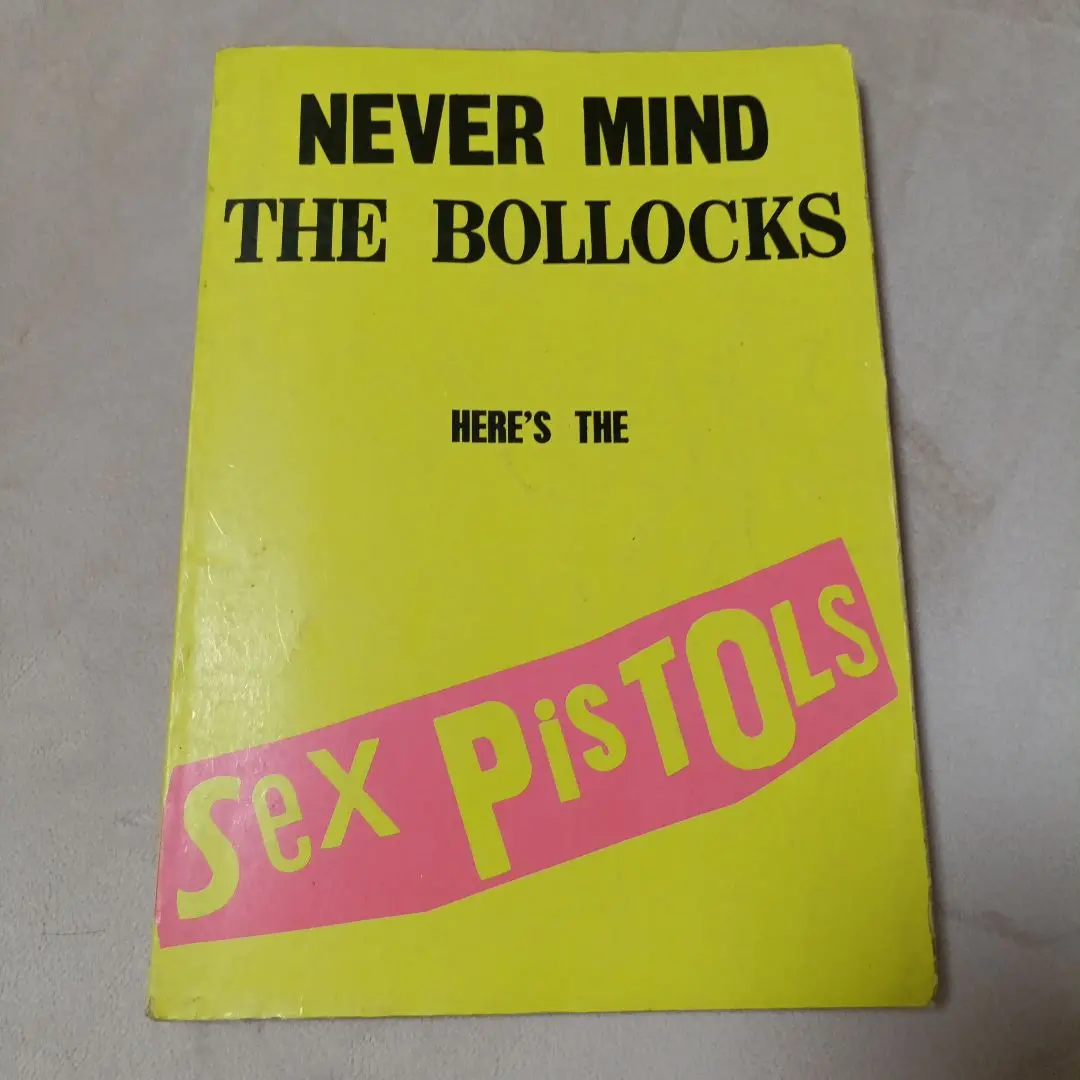 NEVER MIND
THE BOLLOCKS
HERE'S THE
Sex PisTOLS